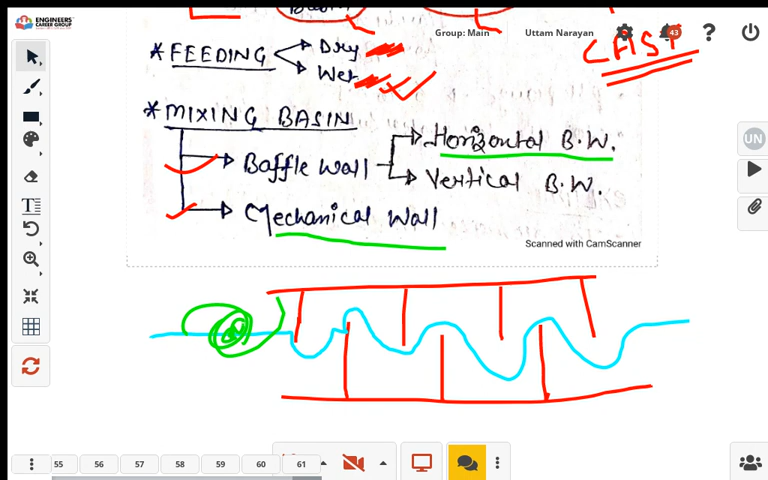 ENGINEERS
CAREER GROUP
Group: Main
Uttam Narayan
43
UN
CAST
*FEEDING
Dry
Wet
*MIXING BASIN
Horizontal B.W.
Baffle Wall
Vertical B.W.
Mechanical Wall
Scanned with CamScanner
55 56 57 58 59 60 61